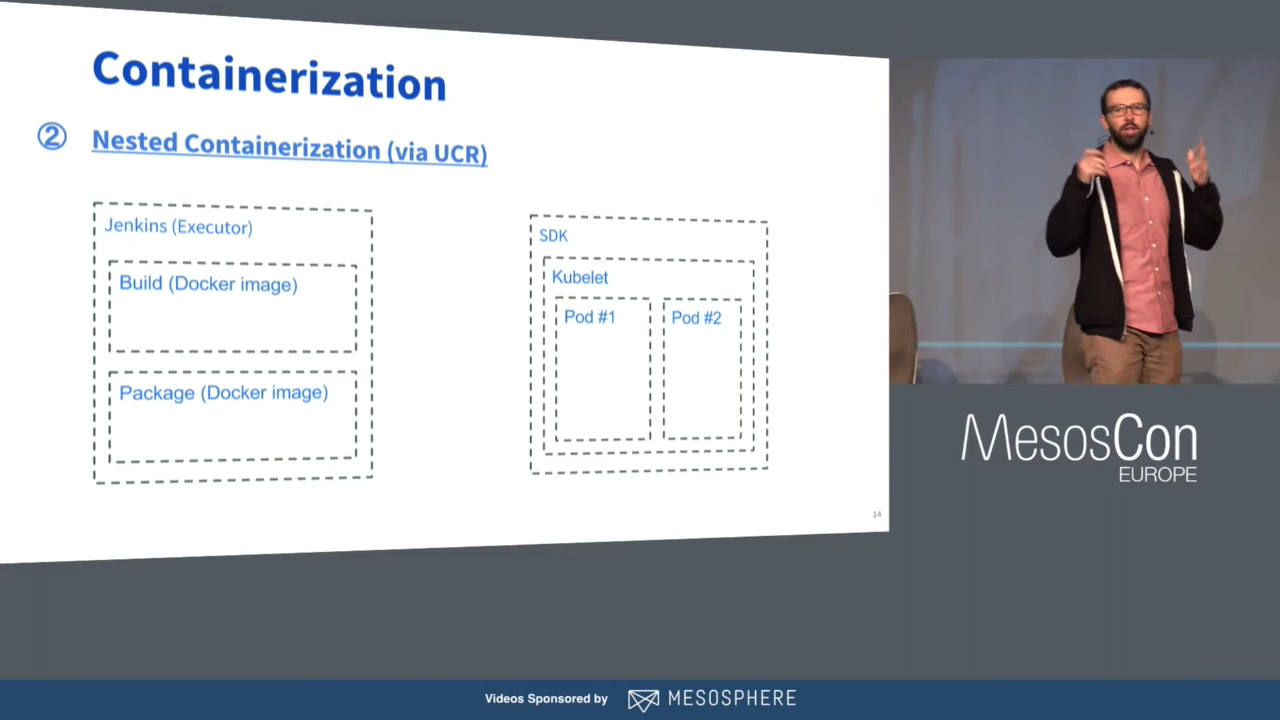 Containerization
② Nested Containerization (via UCR)
Jenkins (Executor)
Build (Docker image)
Package (Docker image)
SDK
Kubelet
Pod #1
Pod #2
14
MesosCon
EUROPE
Videos Sponsored by MESOSPHERE